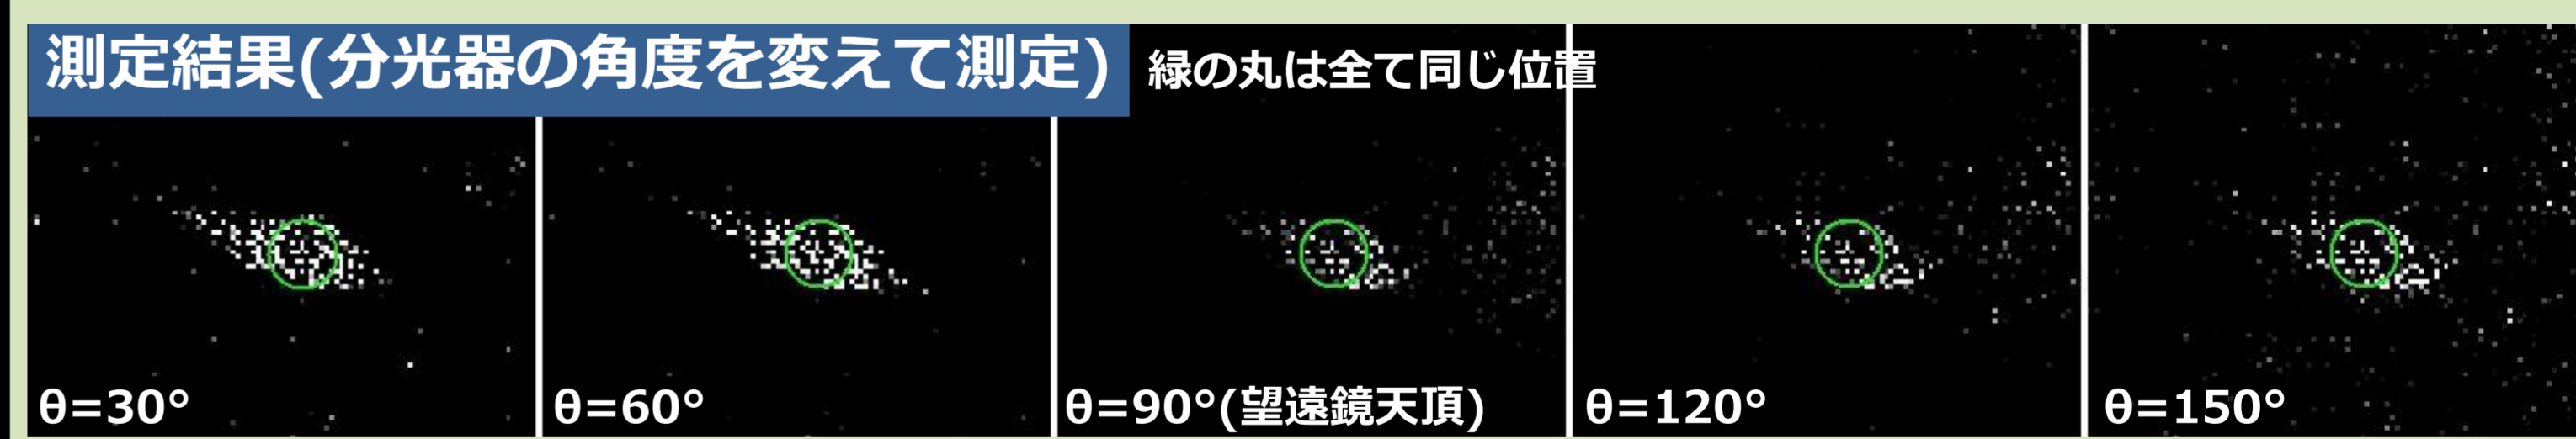 測定結果(分光器の角度を変えて測定)
緑の丸は全て同じ位置
θ=30°
θ=60°
θ=90°(望遠鏡天頂)
θ=120°
θ=150°